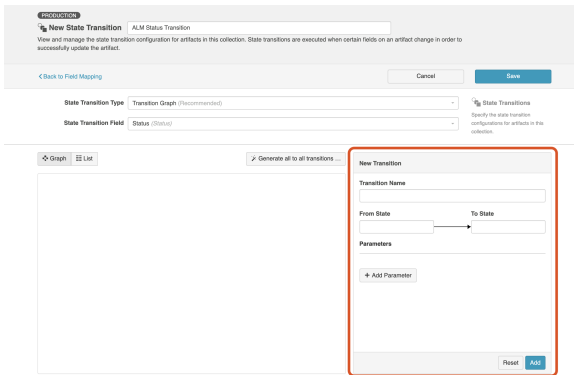 PRODUCTION
New State Transition
ALM Status Transition
View and manage the state transition configuration for artifacts in this collection. State transitions are executed when certain fields on an artifact change in order to
successfully update the artifact.
Back to Field Mapping
Cancel
Save
State Transition Type
Transition Graph (Recommended)
State Transition Field
Status (Status)
State Transitions
Specify the state transition
configurations for artifacts in this
collection.
Graph
List
Generate all to all transitions ...
New Transition
Transition Name
From State
To State
Parameters
+ Add Parameter
Reset
Add